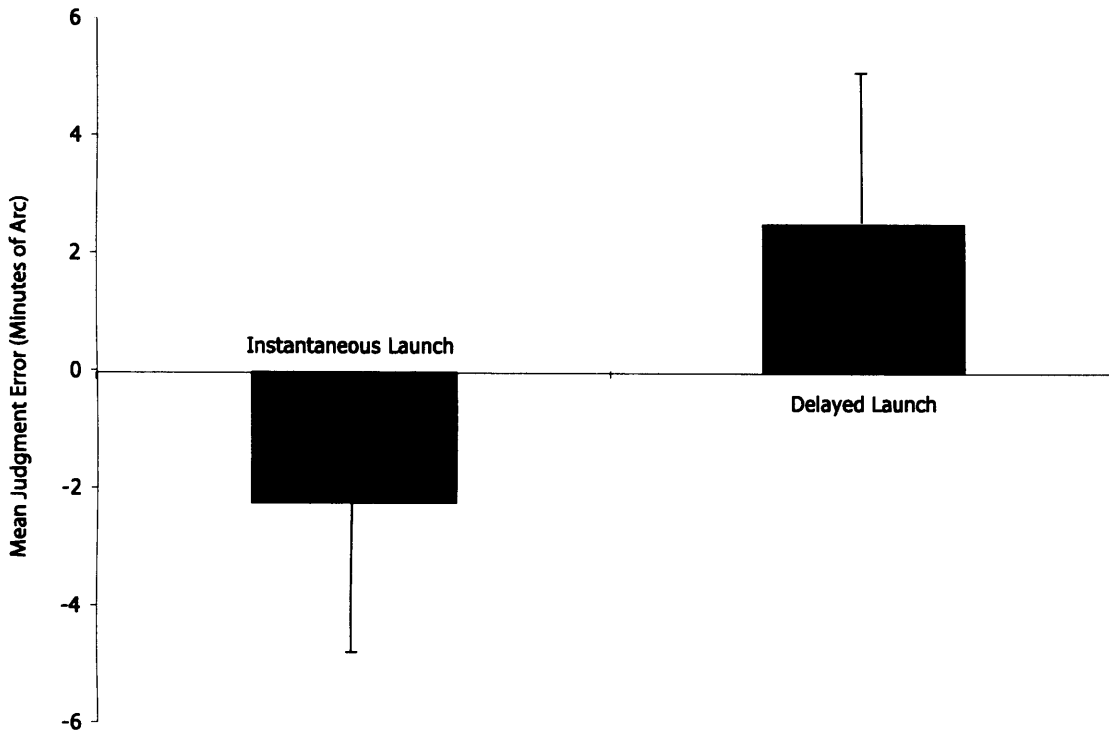 Mean Judgment Error (Minutes of Arc)
6
4
2
0
-2
-4
-6
Instantaneous Launch
Delayed Launch